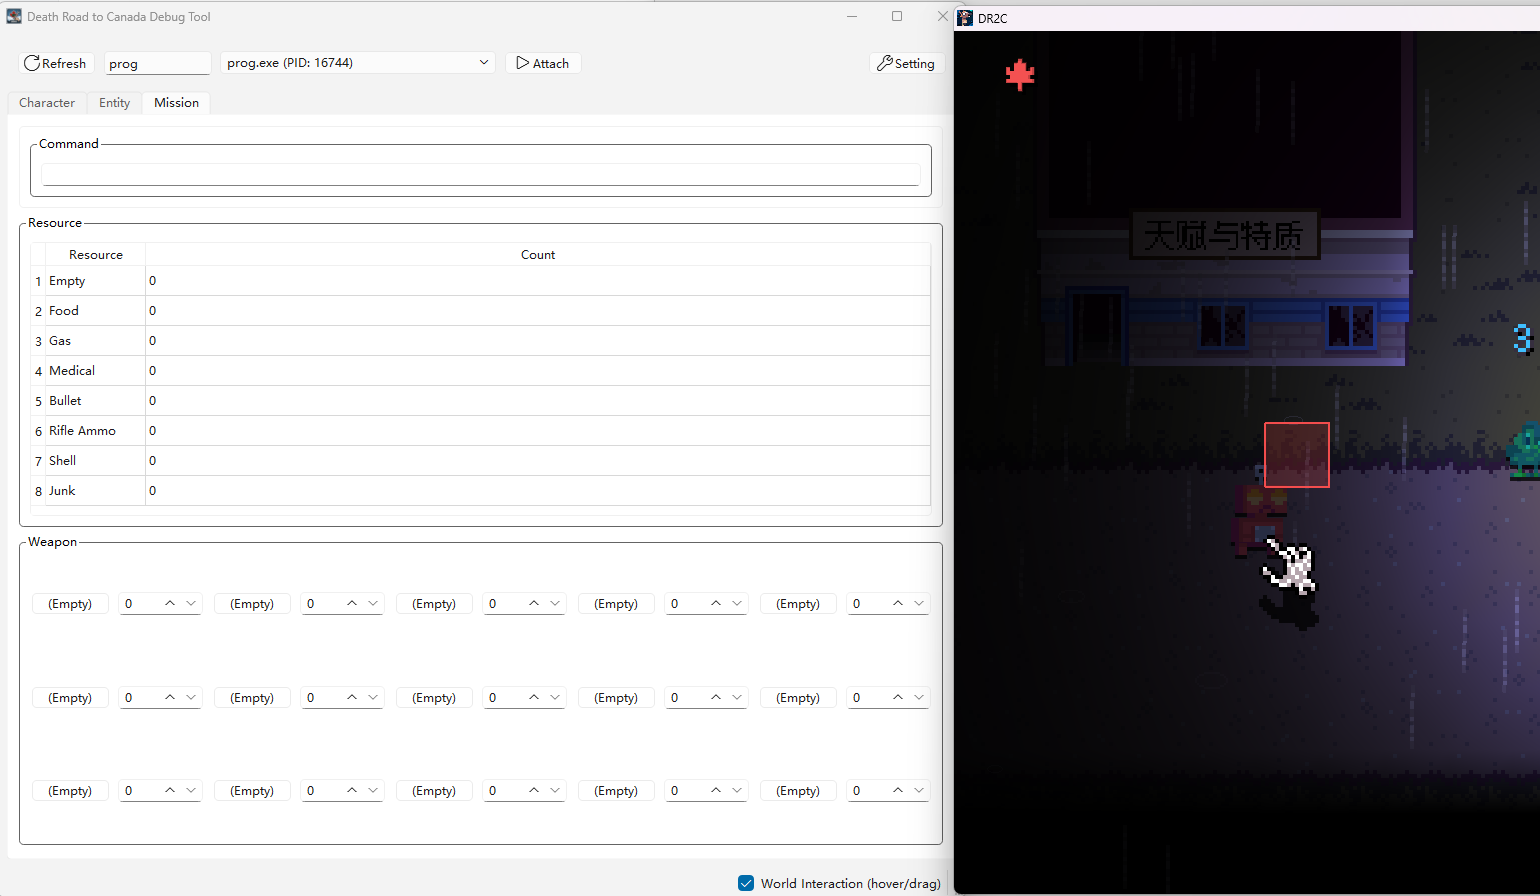 Death Road to Canada Debug Tool
Refresh
prog
prog.exe (PID: 16744)
Attach
Setting
Character
Entity
Mission
Command
Resource
Resource
Count
1 Empty 0
2 Food 0
3 Gas 0
4 Medical 0
5 Bullet 0
6 Rifle Ammo 0
7 Shell 0
8 Junk 0
Weapon
(Empty) 0 (Empty) 0 (Empty) 0 (Empty) 0 (Empty) 0
(Empty) 0 (Empty) 0 (Empty) 0 (Empty) 0 (Empty) 0
(Empty) 0 (Empty) 0 (Empty) 0 (Empty) 0 (Empty) 0
World Interaction (hover/drag)
DR2C
天赋与特质
3